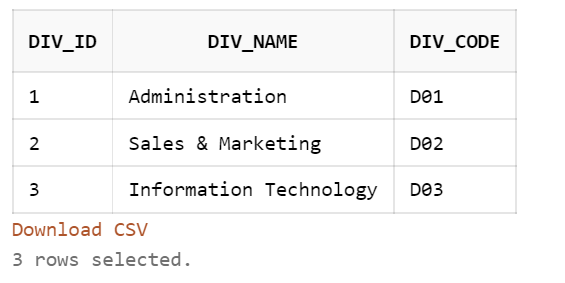 DIV_ID DIV_NAME DIV_CODE
1 Administration D01
2 Sales & Marketing D02
3 Information Technology D03
Download CSV
3 rows selected.